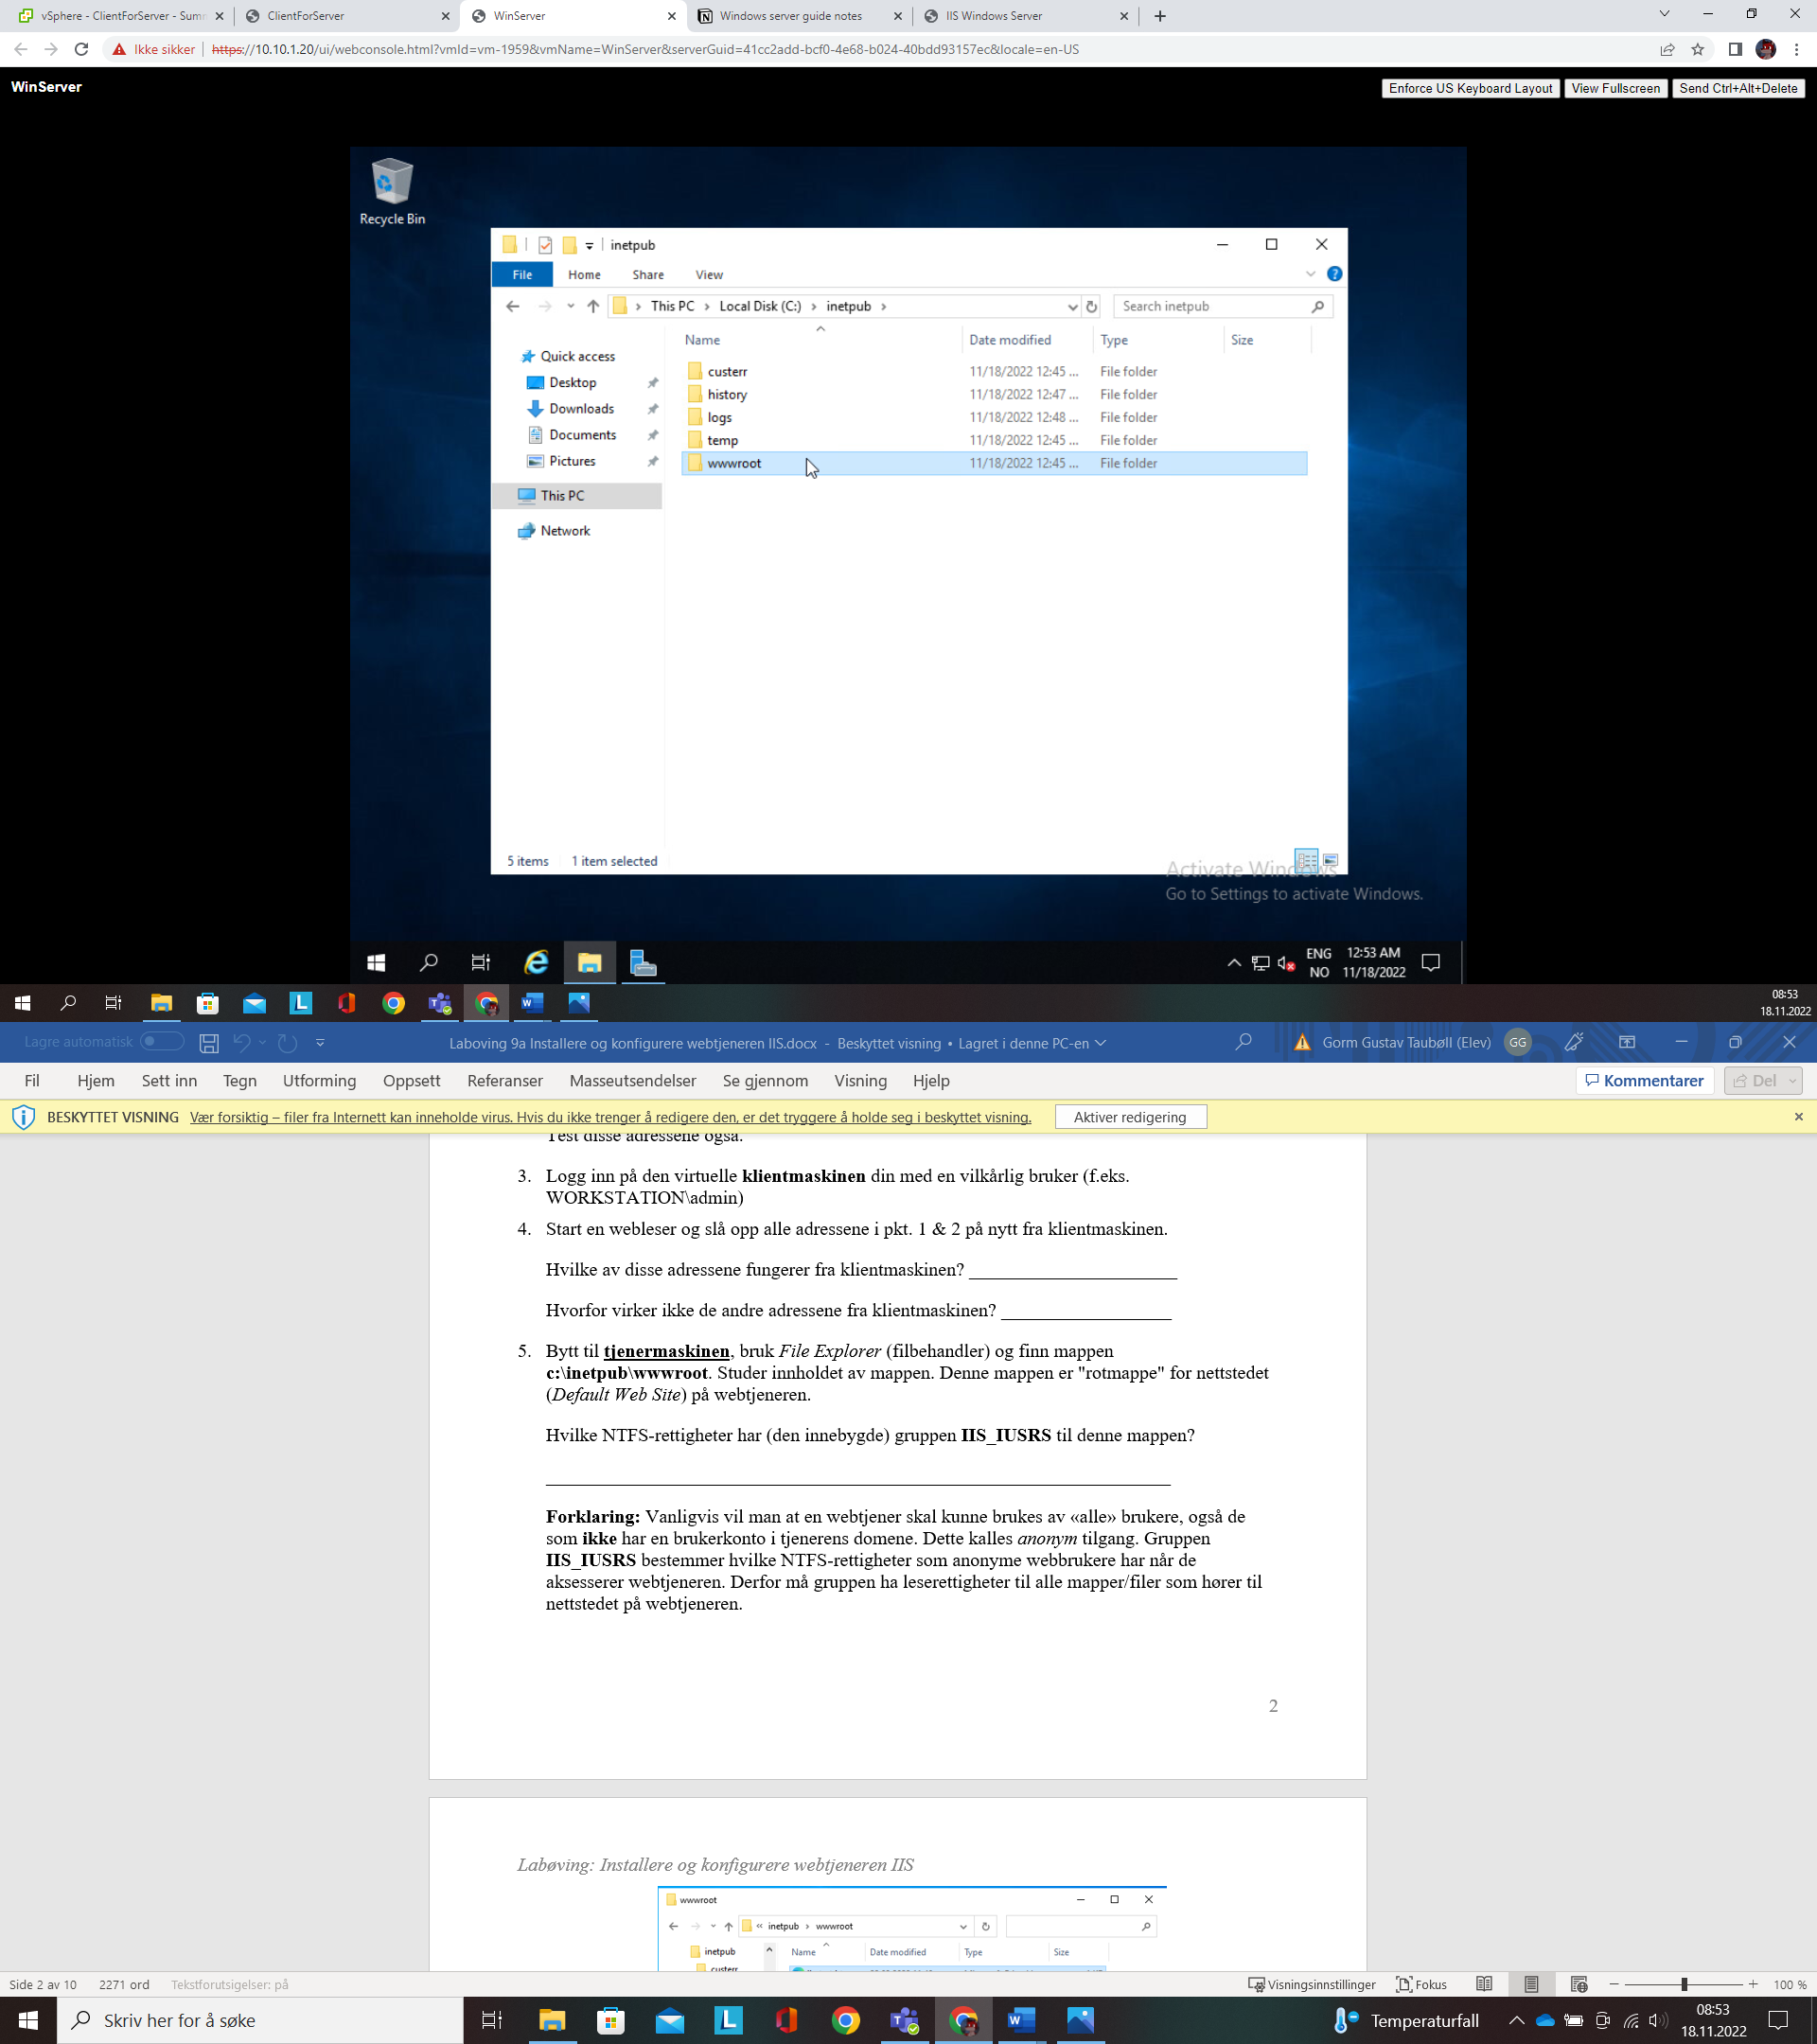 vSphere - ClientForServer - Summ
ClientForServer
WinServer
Windows server guide notes
IIS Windows Server
Ikke sikker
https://10.10.1.20/ui/webconsole.html?vmId=vm-1959&vmName=WinServer&serverGuid=41cc2add-bcf0-4e68-b024-40bdd93157ec&locale=en-US
WinServer
Enforce US Keyboard Layout
View Fullscreen
Send Ctrl+Alt+Delete
Recycle Bin
inetpub
File
Home
Share
View
This PC
Local Disk (C:)
inetpub
Search inetpub
Name
Date modified
Type
Size
Quick access
Desktop
Downloads
Documents
Pictures
This PC
Network
custerr 11/18/2022 12:45 ... File folder
history 11/18/2022 12:47 ... File folder
logs 11/18/2022 12:48 ... File folder
temp 11/18/2022 12:45 ... File folder
wwwroot 11/18/2022 12:45 ... File folder
5 items
1 item selected
Activate Windows
Go to Settings to activate Windows.
ENG
NO
12:53 AM
11/18/2022
08:53
18.11.2022
Lagre automatisk
Laboving 9a Installere og konfigurere webtjeneren IIS.docx - Beskyttet visning • Lagret i denne PC-en
Gorm Gustav Taubøll (Elev)
GG
Fil
Hjem
Sett inn
Tegn
Utforming
Oppsett
Referanser
Masseutsendelser
Se gjennom
Visning
Hjelp
Kommentarer
Del
BESKYTTET VISNING Vær forsiktig – filer fra Internett kan inneholde virus. Hvis du ikke trenger å redigere den, er det tryggere å holde seg i beskyttet visning.
Aktiver redigering
Test disse adressene også.
3. Logg inn på den virtuelle klientmaskinen din med en vilkårlig bruker (f.eks.
WORKSTATION\admin)
4. Start en webleser og slå opp alle adressene i pkt. 1 & 2 på nytt fra klientmaskinen.
Hvilke av disse adressene fungerer fra klientmaskinen?
Hvorfor virker ikke de andre adressene fra klientmaskinen?
5. Bytt til tjenermaskinen, bruk File Explorer (filbehandler) og finn mappen
c:\inetpub\wwwroot. Studer innholdet av mappen. Denne mappen er "rotmappe" for nettstedet
(Default Web Site) på webtjeneren.
Hvilke NTFS-rettigheter har (den innebygde) gruppen IIS_IUSRS til denne mappen?
Forklaring: Vanligvis vil man at en webtjener skal kunne brukes av «alle» brukere, også de
som ikke har en brukerkonto i tjenerens domene. Dette kalles anonym tilgang. Gruppen
IIS_IUSRS bestemmer hvilke NTFS-rettigheter som anonyme webbrukere har når de
aksesserer webtjeneren. Derfor må gruppen ha leserettigheter til alle mapper/filer som hører til
nettstedet på webtjeneren.
2
Labøving: Installere og konfigurere webtjeneren IIS
wwwroot
inetpub
wwwroot
inetpub
Name
Date modified
Type
Size
custerr
Side 2 av 10
2271 ord
Tekstforutsigelser: på
Visningsinnstillinger
Fokus
100 %
Skriv her for å søke
Temperaturfall
08:53
18.11.2022